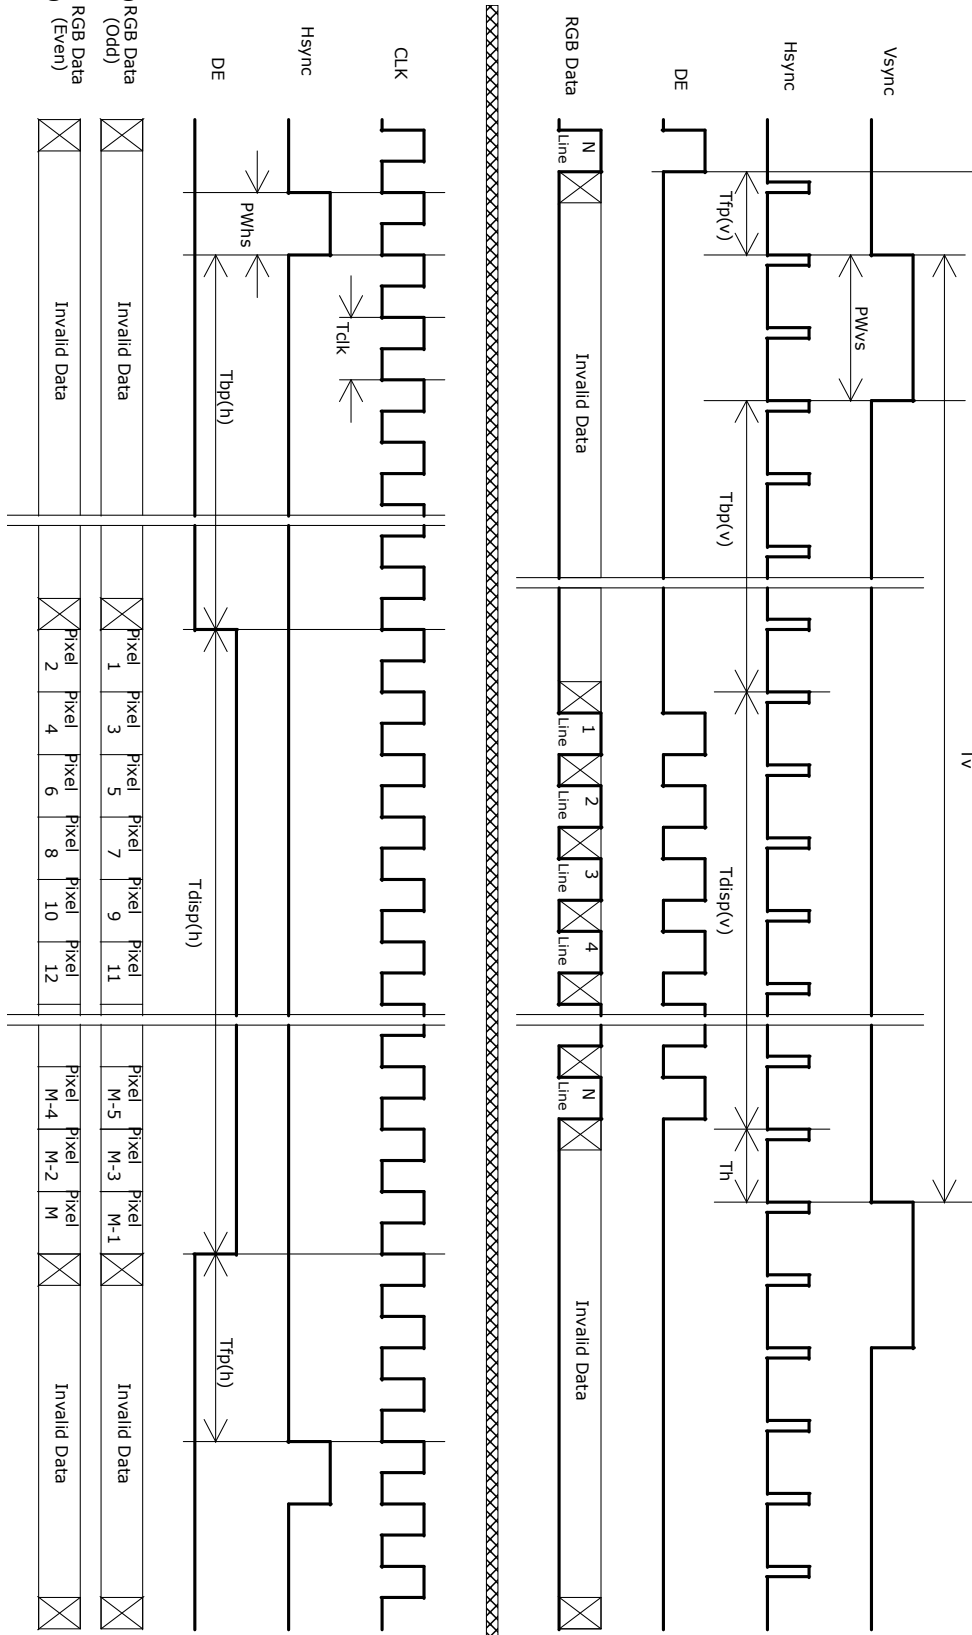 Vsync
Tv
PWvs
Hsync
Tfp(v)
Tbp(v)
Tdisp(v)
Th
DE
RGB Data
N
Line
Invalid Data
1
Line
2
Line
3
Line
4
Line
N
Line
Invalid Data
CLK
Tclk
Hsync
PWhs
Tbp(h)
Tfp(h)
DE
Tdisp(h)
RGB Data
(Odd)
Invalid Data
Pixel Pixel Pixel Pixel Pixel Pixel Pixel Pixel Pixel
1 3 5 7 9 11 M-5 M-3 M-1
Invalid Data
RGB Data
(Even)
Invalid Data
Pixel Pixel Pixel Pixel Pixel Pixel Pixel Pixel Pixel
2 4 6 8 10 12 M-4 M-2 M
Invalid Data